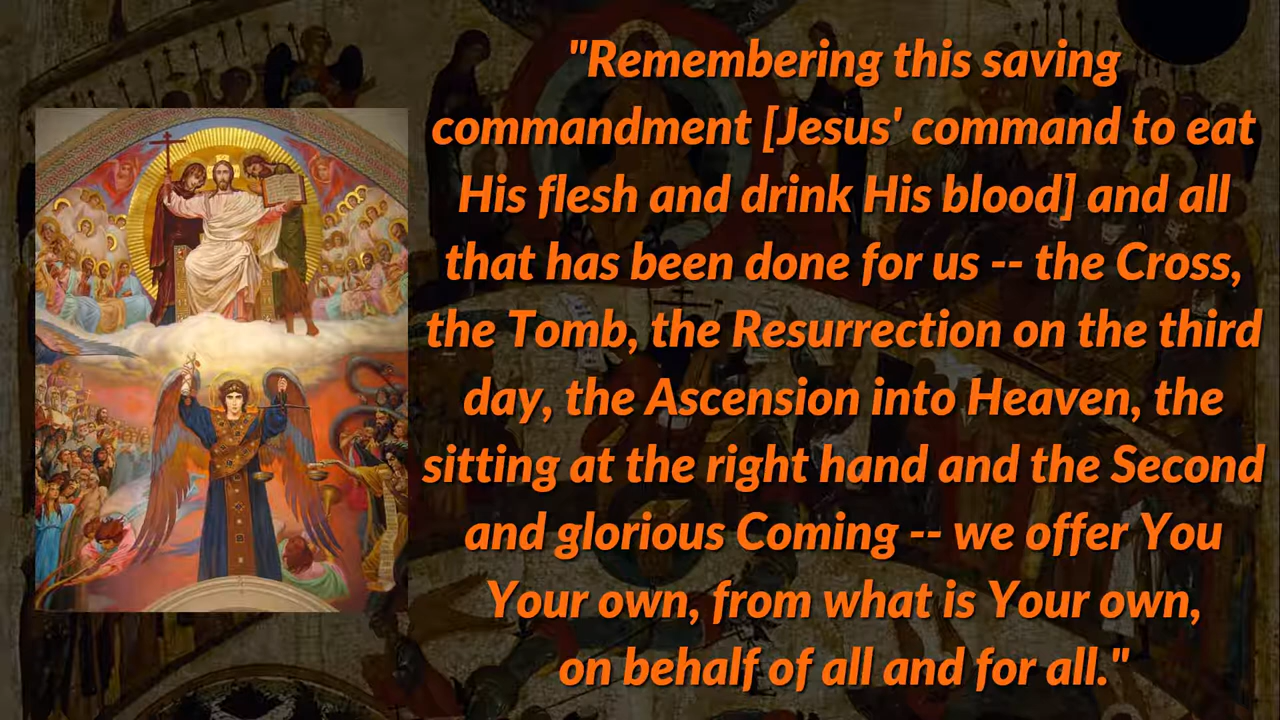 "Remembering this saving
commandment [Jesus' command to eat
His flesh and drink His blood] and all
that has been done for us -- the Cross,
the Tomb, the Resurrection on the third
day, the Ascension into Heaven, the
sitting at the right hand and the Second
and glorious Coming -- we offer You
Your own, from what is Your own,
on behalf of all and for all."